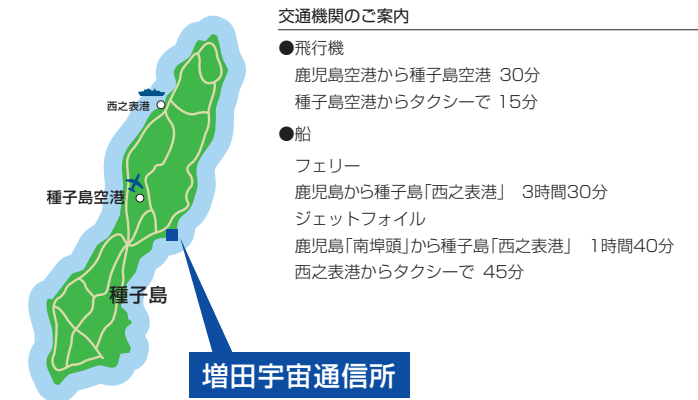 交通機関のご案内
●飛行機
鹿児島空港から種子島空港 30分
種子島空港からタクシーで 15分
●船
フェリー
鹿児島から種子島「西之表港」 3時間30分
ジェットフォイル
鹿児島「南埠頭」から種子島「西之表港」 1時間40分
西之表港からタクシーで 45分
西之表港
種子島空港
種子島
増田宇宙通信所